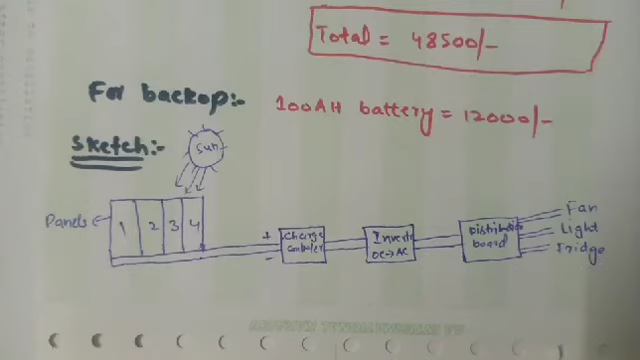 Total = 48500/-
For backop:-
100AH battery = 12000/-
Sketch:-
Sun
Panels
1 2 3 4
+
-
Charge
Controller
Inverter
DC→AC
Distribution
board
Fan
Light
Fridge